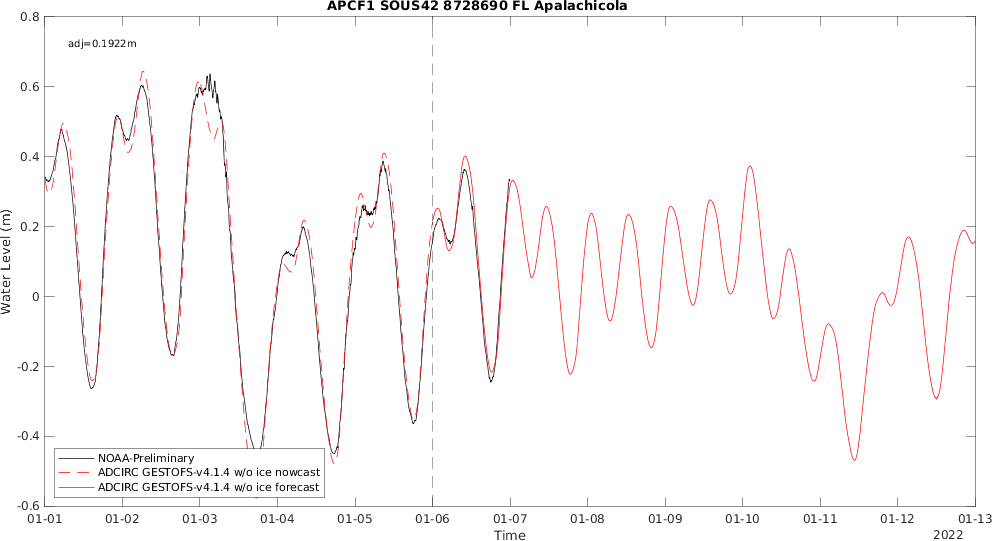 APCF1 SOUS42 8728690 FL Apalachicola
adj=0.1922m
0.8
0.6
0.4
0.2
0
-0.2
-0.4
-0.6
Water Level (m)
NOAA-Preliminary
ADCIRC GESTOFS-v4.1.4 w/o ice nowcast
ADCIRC GESTOFS-v4.1.4 w/o ice forecast
01-01 01-02 01-03 01-04 01-05 01-06 01-07 01-08 01-09 01-10 01-11 01-12 01-13
Time
2022